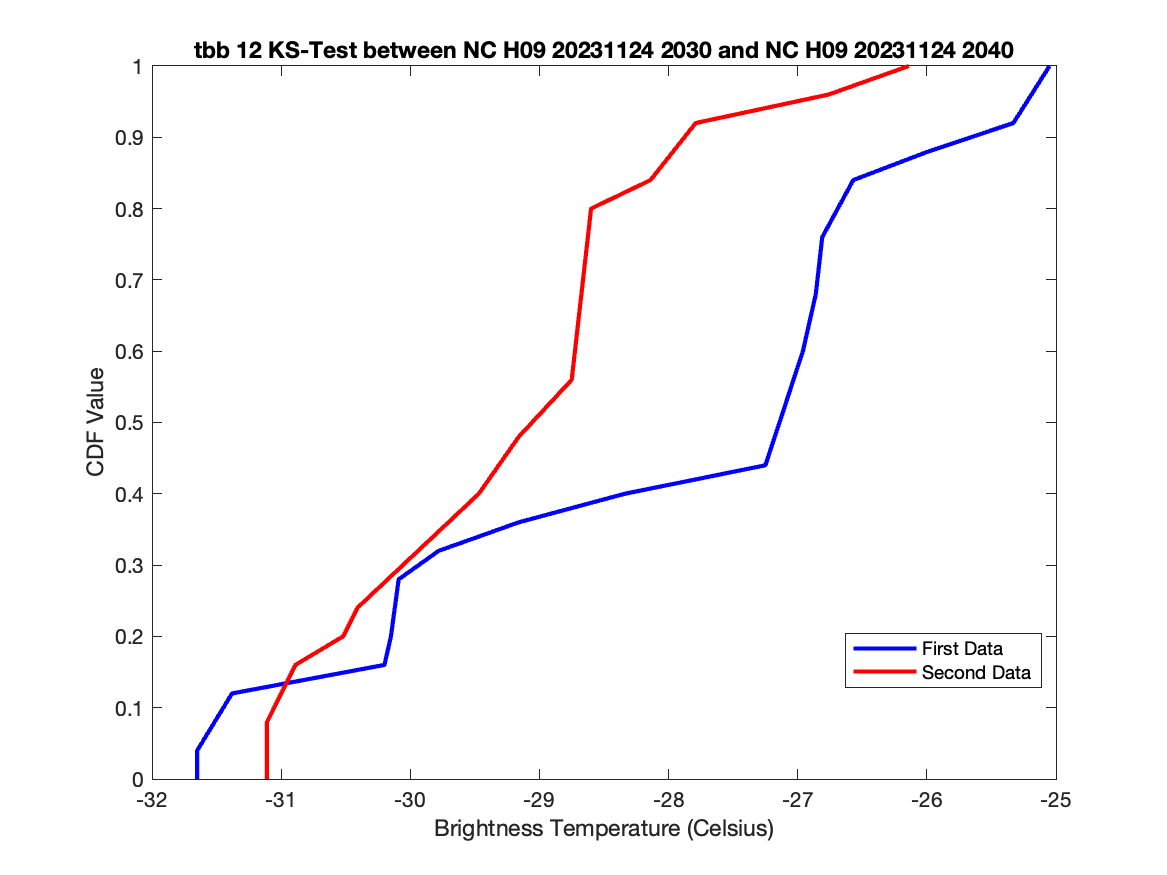 tbb 12 KS-Test between NC H09 20231124 2030 and NC H09 20231124 2040
1
0.9
0.8
0.7
0.6
0.5
0.4
0.3
0.2
0.1
0
CDF Value
First Data
Second Data
-32 -31 -30 -29 -28 -27 -26 -25
Brightness Temperature (Celsius)